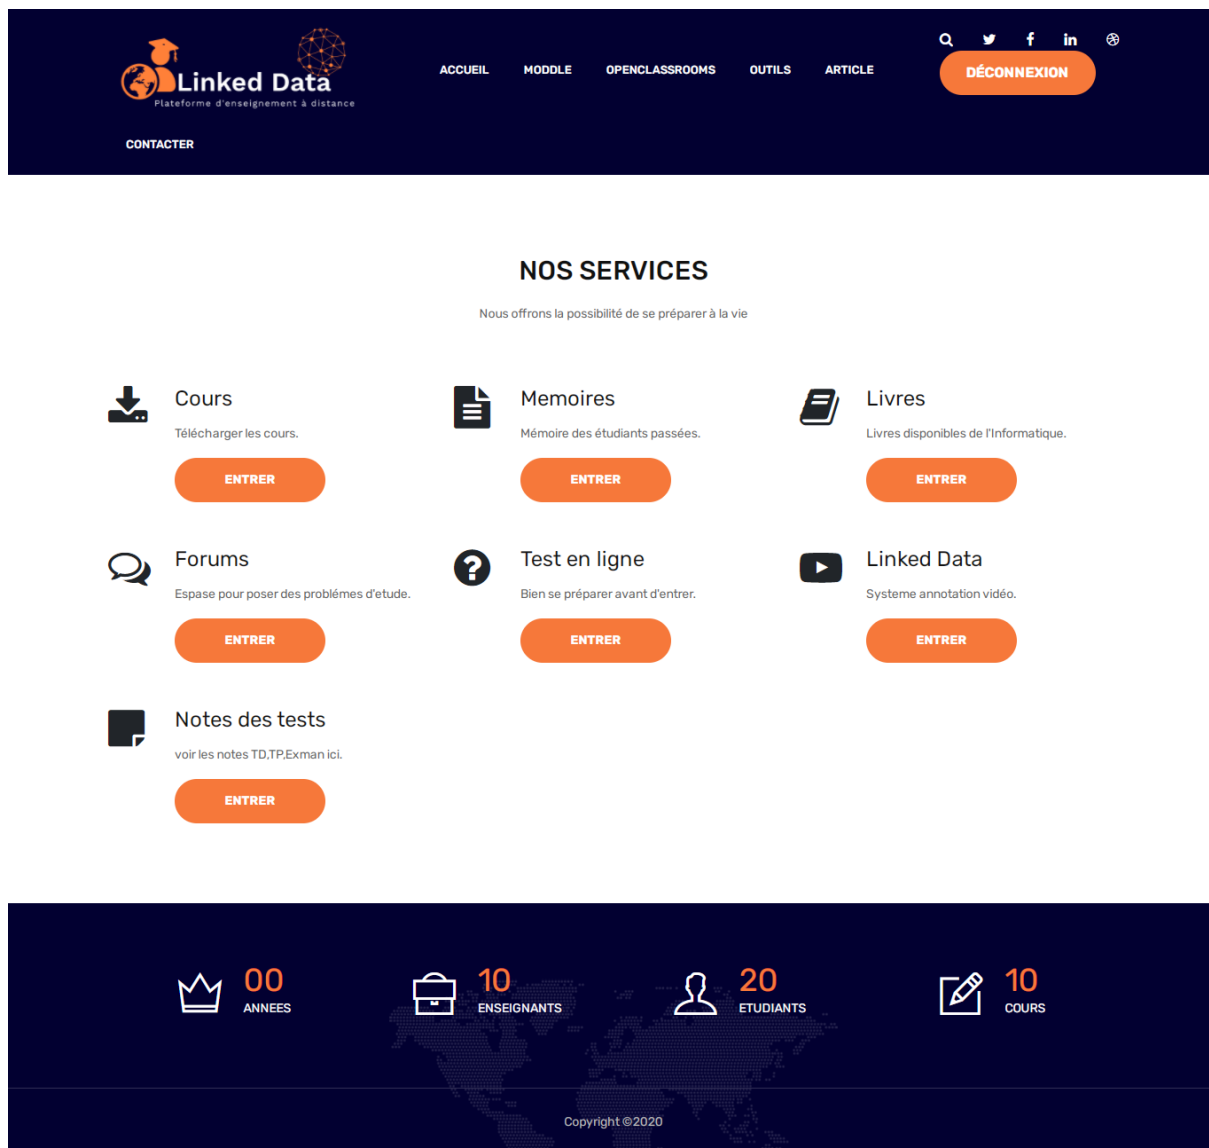 Linked Data
Plateforme d'enseignement à distance
ACCUEIL MODDLE OPENCLASSROOMS OUTILS ARTICLE
DÉCONNEXION
CONTACTER
NOS SERVICES
Nous offrons la possibilité de se préparer à la vie
Cours
Télécharger les cours.
ENTRER
Memoires
Mémoire des étudiants passées.
ENTRER
Livres
Livres disponibles de l'Informatique.
ENTRER
Forums
Espase pour poser des problémes d'etude.
ENTRER
Test en ligne
Bien se préparer avant d'entrer.
ENTRER
Linked Data
Systeme annotation vidéo.
ENTRER
Notes des tests
voir les notes TD,TP,Exman ici.
ENTRER
00
ANNEES
10
ENSEIGNANTS
20
ETUDIANTS
10
COURS
Copyright ©2020